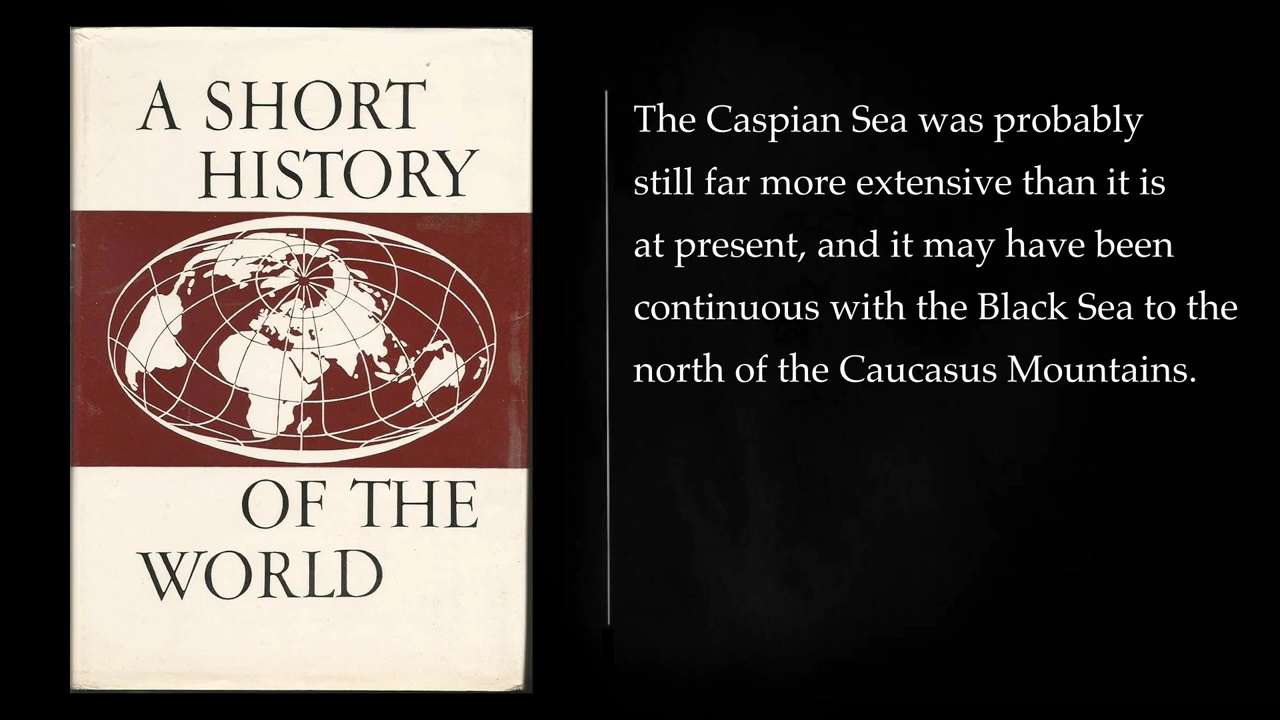 A SHORT
HISTORY
OF THE
WORLD
The Caspian Sea was probably
still far more extensive than it is
at present, and it may have been
continuous with the Black Sea to the
north of the Caucasus Mountains.